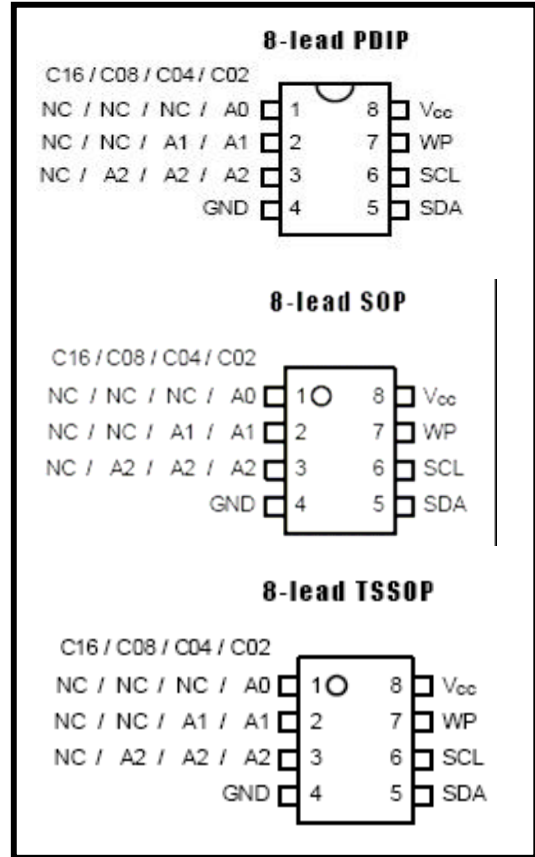 8-lead PDIP
C16 / C08 / C04 / C02
NC / NC / NC / A0 1 8 Vcc
NC / NC / A1 / A1 2 7 WP
NC / A2 / A2 / A2 3 6 SCL
GND 4 5 SDA
8-lead SOP
C16 / C08 / C04 / C02
NC / NC / NC / A0 1 8 Vcc
NC / NC / A1 / A1 2 7 WP
NC / A2 / A2 / A2 3 6 SCL
GND 4 5 SDA
8-lead TSSOP
C16 / C08 / C04 / C02
NC / NC / NC / A0 1 8 Vcc
NC / NC / A1 / A1 2 7 WP
NC / A2 / A2 / A2 3 6 SCL
GND 4 5 SDA